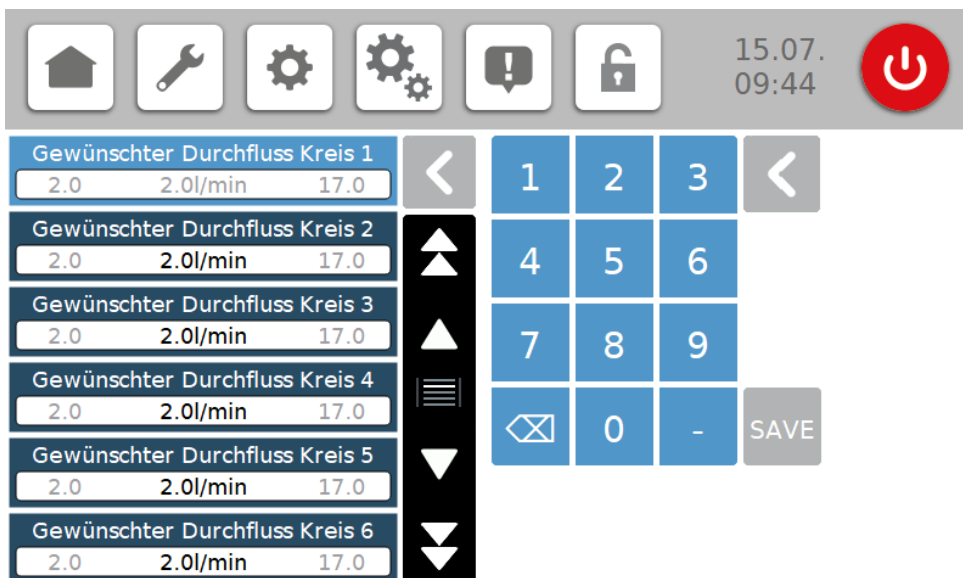 15.07.
09:44
Gewünschter Durchfluss Kreis 1
2.0 2.0l/min 17.0
Gewünschter Durchfluss Kreis 2
2.0 2.0l/min 17.0
Gewünschter Durchfluss Kreis 3
2.0 2.0l/min 17.0
Gewünschter Durchfluss Kreis 4
2.0 2.0l/min 17.0
Gewünschter Durchfluss Kreis 5
2.0 2.0l/min 17.0
Gewünschter Durchfluss Kreis 6
2.0 2.0l/min 17.0
1 2 3
4 5 6
7 8 9
0 - SAVE